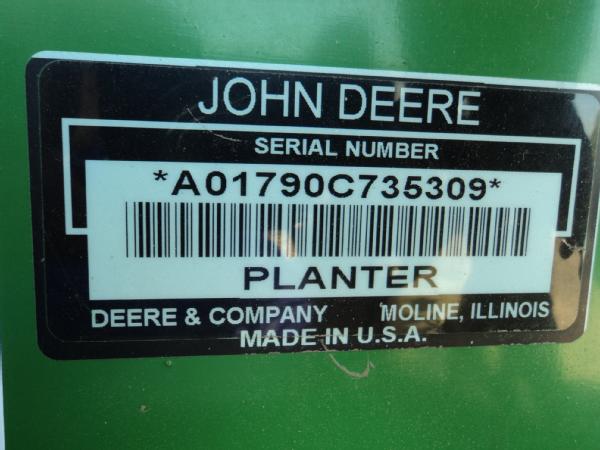 JOHN DEERE
SERIAL NUMBER
*A01790C735309*
PLANTER
DEERE & COMPANY MOLINE, ILLINOIS
MADE IN U.S.A.